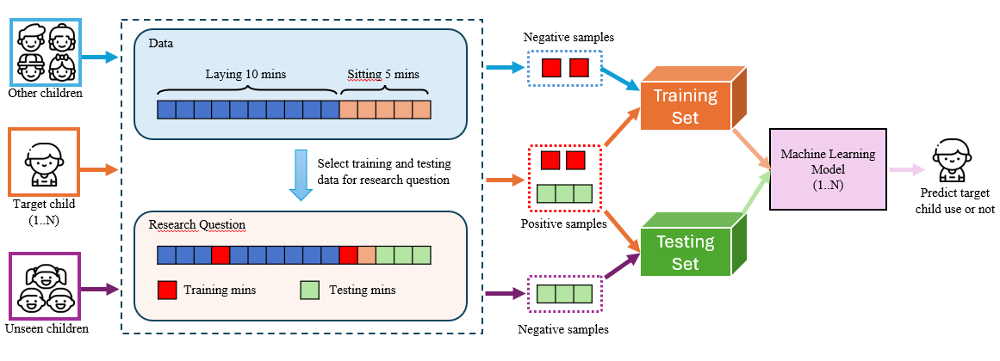 Other children
Target child
(1..N)
Unseen children
Data
Laying 10 mins
Sitting 5 mins
Select training and testing
data for research question
Research Question
Training mins
Testing mins
Negative samples
Positive samples
Negative samples
Training
Set
Testing
Set
Machine Learning
Model
(1..N)
Predict target
child use or not